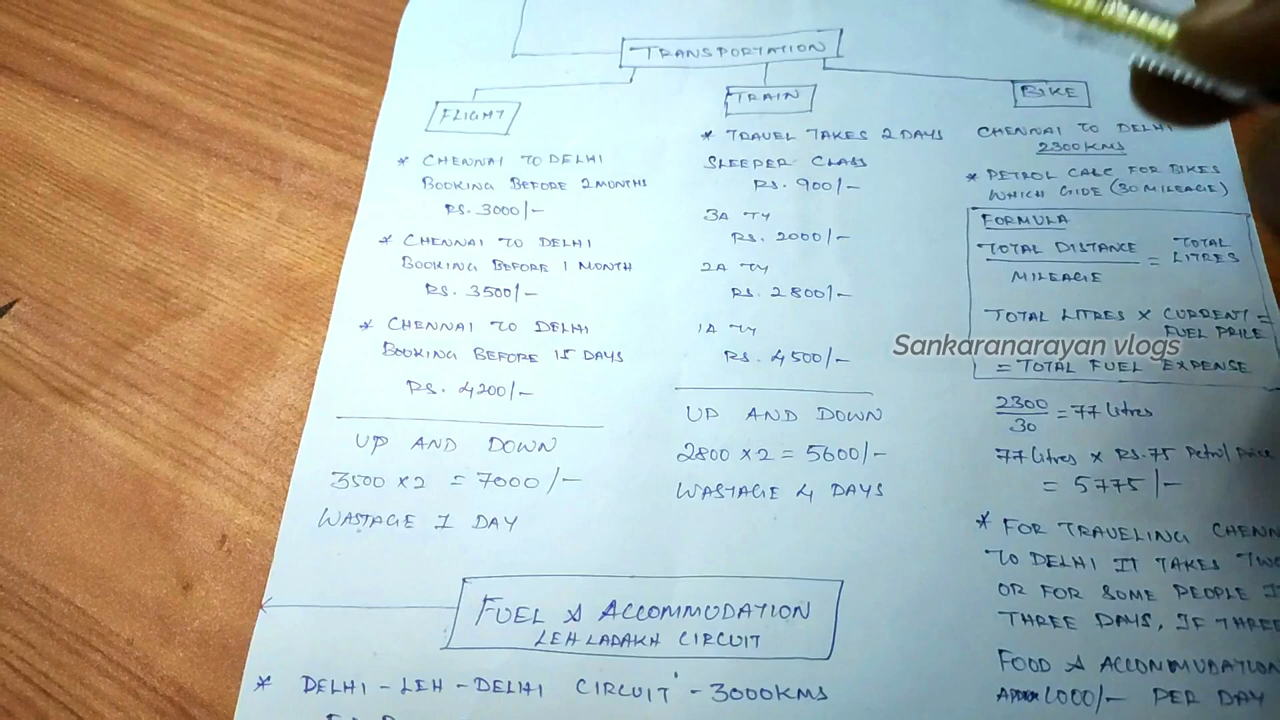 TRANSPORTATION
FLIGHT
* CHENNAI TO DELHI
BOOKING BEFORE 2 MONTHS
RS. 3000/-
* CHENNAI TO DELHI
BOOKING BEFORE 1 MONTH
RS. 3500/-
* CHENNAI TO DELHI
BOOKING BEFORE 15 DAYS
RS. 4200/-
UP AND DOWN
3500 x 2 = 7000/-
WASTAGE 1 DAY
TRAIN
* TRAVEL TAKES 2 DAYS
SLEEPER CLASS
RS. 900/-
3A TY
RS. 2000/-
2A TY
RS. 2800/-
1A TY
RS. 4500/-
UP AND DOWN
2800 x 2 = 5600/-
WASTAGE 4 DAYS
BIKE
CHENNAI TO DELHI
2300KMS
* PETROL CALC FOR BIKES
WHICH GIDE (30 MILEAGE)
FORMULA
TOTAL DISTANCE / MILEAGE = TOTAL LITRES
TOTAL LITRES x CURRENT FUEL PRICE =
= TOTAL FUEL EXPENSE
2300 / 30 = 77 litres
77 litres x RS. 75 Petrol Price
= 5775/-
* FOR TRAVELING
TO DELHI IT TAKES
OR FOR SOME PEOPLE
THREE DAYS, IF THREE
FOOD & ACCONMUDATION
1000/- PER DAY
FUEL & ACCOMMUDATION
LEH LADAKH CIRCUIT
* DELHI - LEH - DELHI CIRCUIT - 3000KMS
Sankaranarayan vlogs